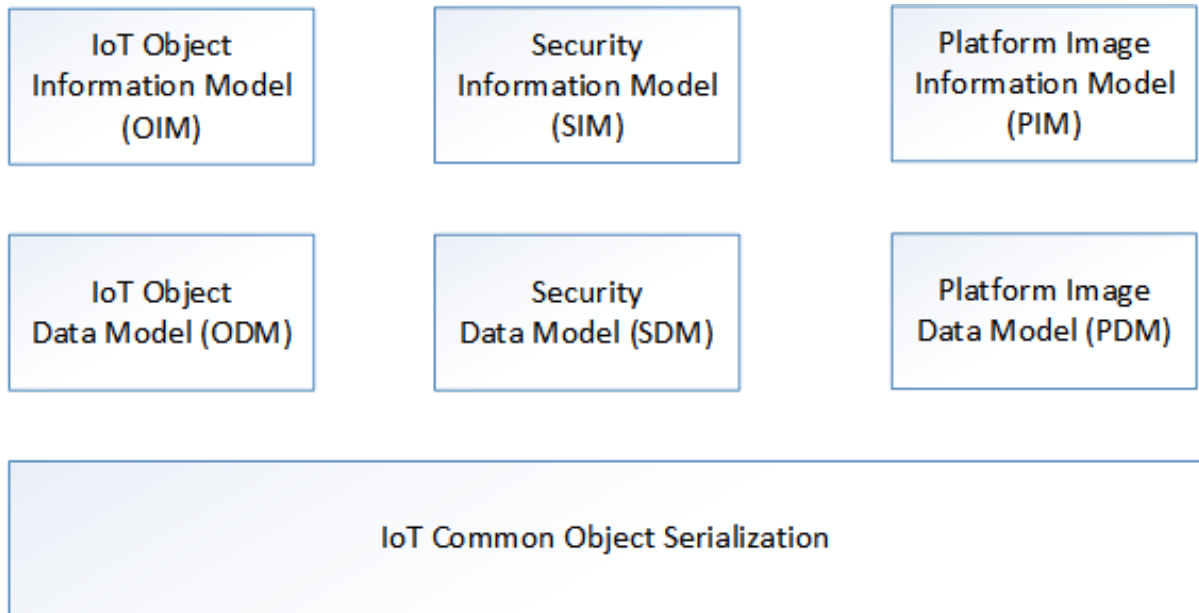 IoT Object
Information Model
(OIM)
Security
Information Model
(SIM)
Platform Image
Information Model
(PIM)
IoT Object
Data Model (ODM)
Security
Data Model (SDM)
Platform Image
Data Model (PDM)
IoT Common Object Serialization